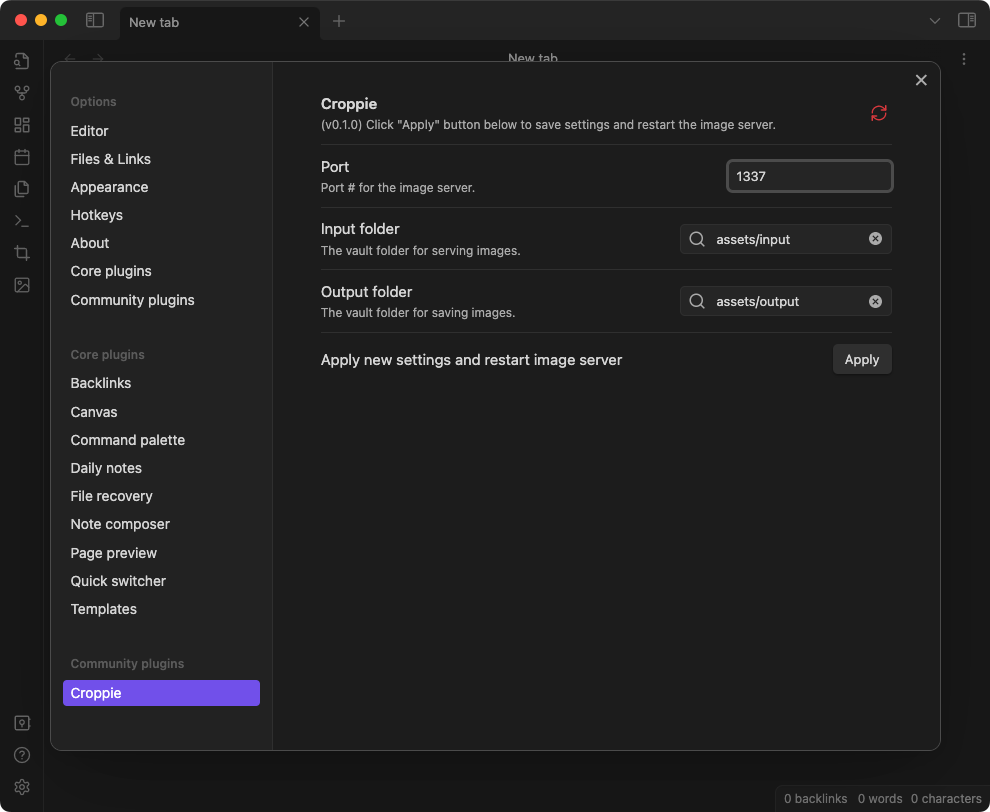 New tab
New tab
Options
Editor
Files & Links
Appearance
Hotkeys
About
Core plugins
Community plugins
Core plugins
Backlinks
Canvas
Command palette
Daily notes
File recovery
Note composer
Page preview
Quick switcher
Templates
Community plugins
Croppie
Croppie
(v0.1.0) Click "Apply" button below to save settings and restart the image server.
Port
Port # for the image server.
1337
Input folder
The vault folder for serving images.
assets/input
Output folder
The vault folder for saving images.
assets/output
Apply new settings and restart image server
Apply
0 backlinks 0 words 0 characters